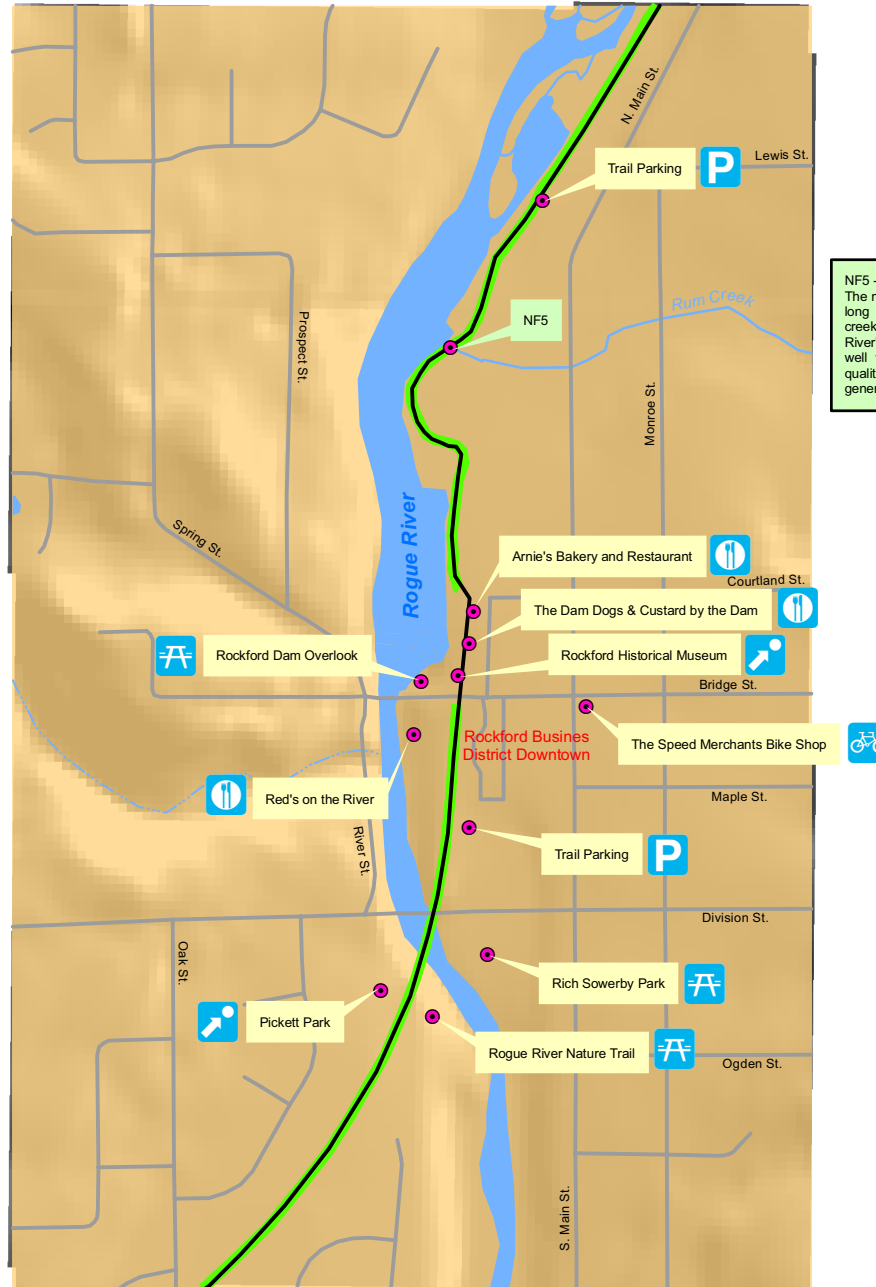 N. Main St.
Lewis St.
Trail Parking
P
Rum Creek
NF5
NF5 -
long
creek
River
well
Prospect St.
Monroe St.
Rogue River
Spring St.
Arnie's Bakery and Restaurant
Courtland St.
The Dam Dogs & Custard by the Dam
Rockford Dam Overlook
Rockford Historical Museum
Bridge St.
Rockford Busines
District Downtown
The Speed Merchants Bike Shop
Red's on the River
Maple St.
River St.
Trail Parking
P
Division St.
Oak St.
Rich Sowerby Park
Pickett Park
Rogue River Nature Trail
Ogden St.
S. Main St.